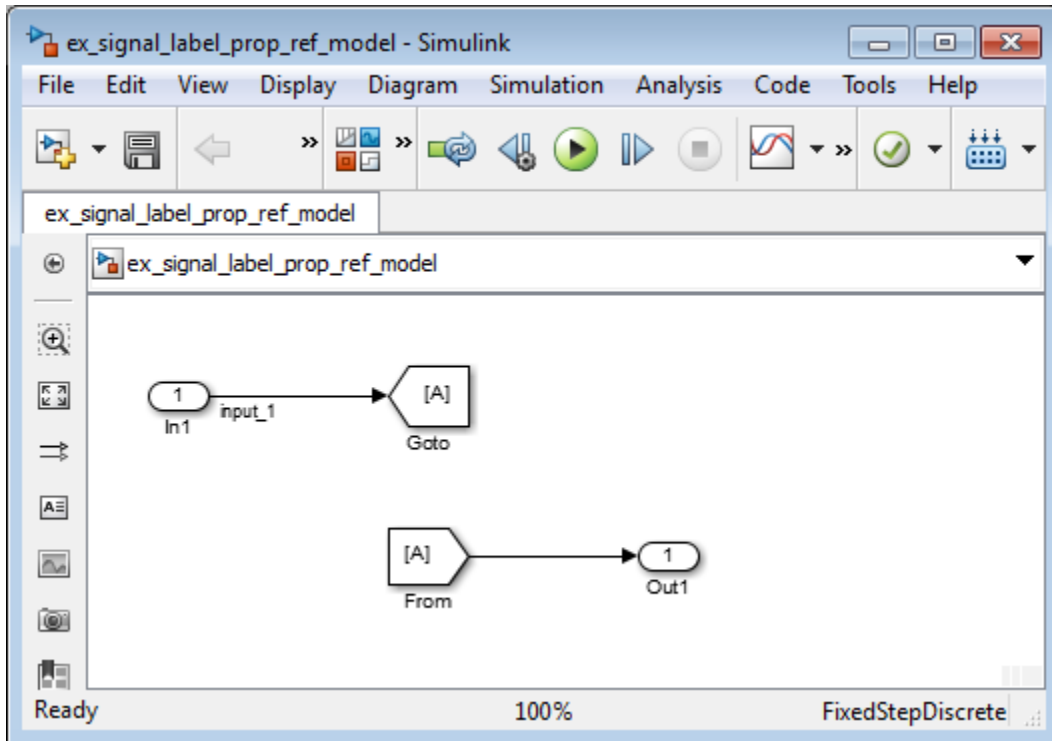 ex_signal_label_prop_ref_model - Simulink
File Edit View Display Diagram Simulation Analysis Code Tools Help
ex_signal_label_prop_ref_model
ex_signal_label_prop_ref_model
1
input_1
In1
[A]
Goto
[A]
From
1
Out1
Ready 100% FixedStepDiscrete